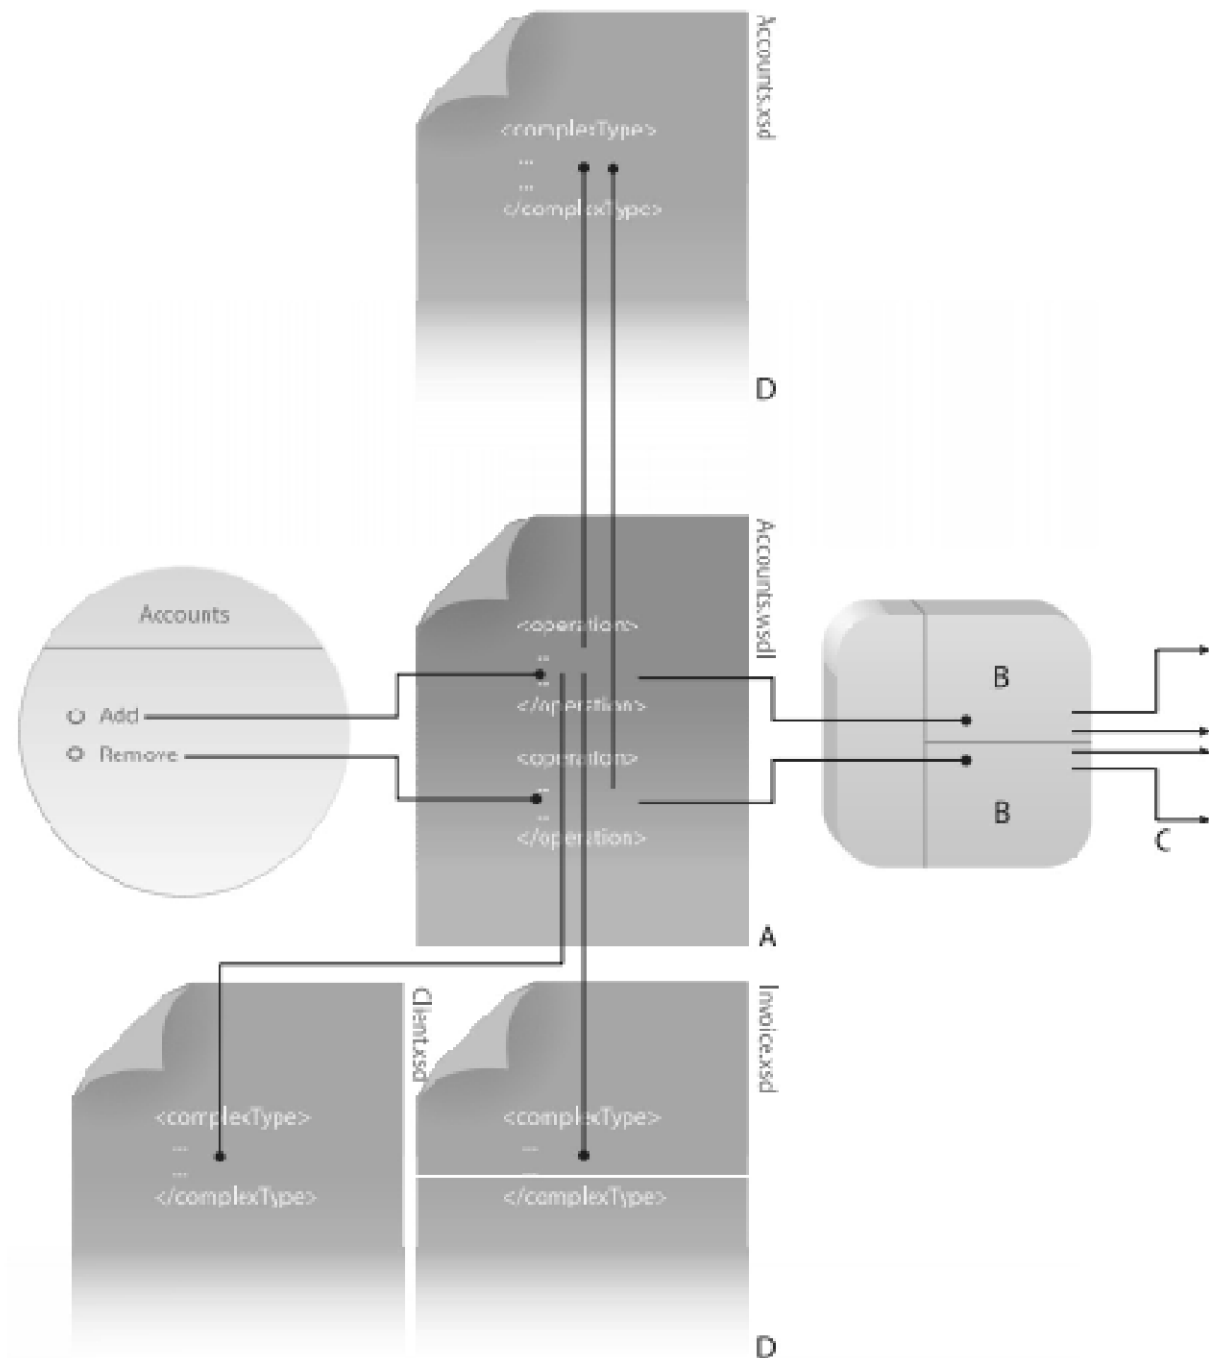 Accounts.xsd
<complexType>
...
...
</complexType>
D
Accounts.wsdl
Accounts
Add
Remove
<operation>
...
...
</operation>
<operation>
...
...
</operation>
B
B
C
A
Client.xsd
<complexType>
...
...
</complexType>
Invoice.xsd
<complexType>
...
...
</complexType>
D